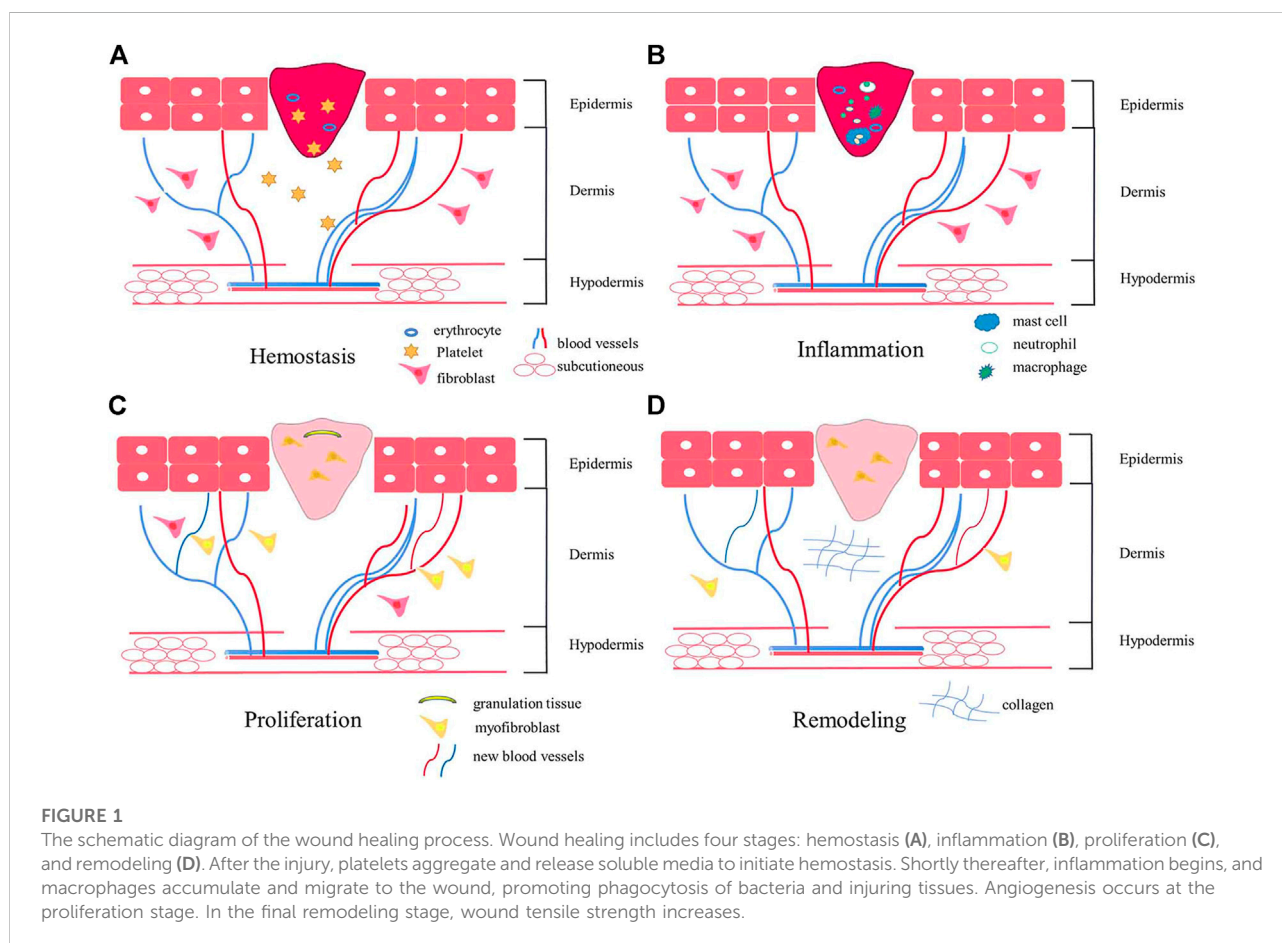 A
Epidermis
Dermis
Hypodermis
Hemostasis
erythrocyte
Platelet
fibroblast
blood vessels
subcutioneous
B
Epidermis
Dermis
Hypodermis
Inflammation
mast cell
neutrophil
macrophage
C
Epidermis
Dermis
Hypodermis
Proliferation
granulation tissue
myofibroblast
new blood vessels
D
Epidermis
Dermis
Hypodermis
Remodeling
collagen
FIGURE 1
The schematic diagram of the wound healing process. Wound healing includes four stages: hemostasis (A), inflammation (B), proliferation (C),
and remodeling (D). After the injury, platelets aggregate and release soluble media to initiate hemostasis. Shortly thereafter, inflammation begins, and
macrophages accumulate and migrate to the wound, promoting phagocytosis of bacteria and injuring tissues. Angiogenesis occurs at the
proliferation stage. In the final remodeling stage, wound tensile strength increases.